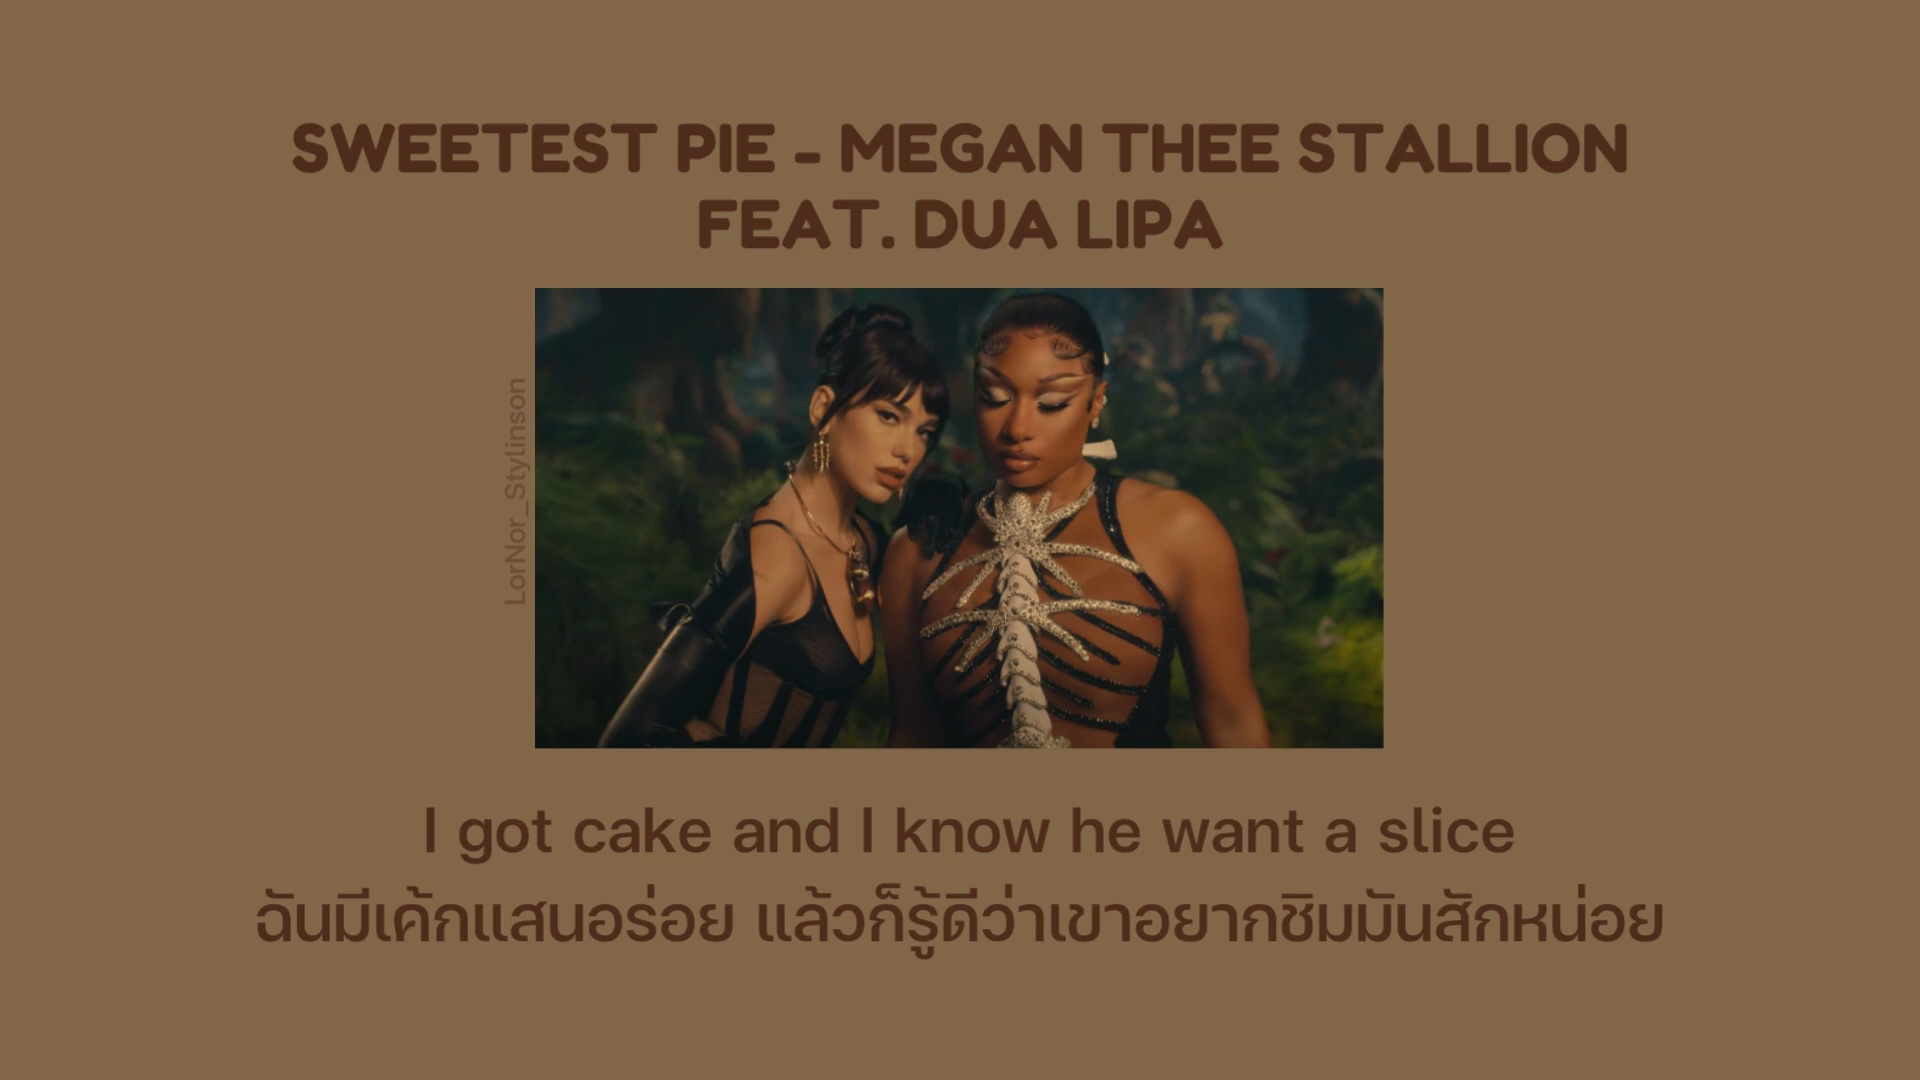 SWEETEST PIE - MEGAN THEE STALLION
FEAT. DUA LIPA
LorNor_Stylinson
I got cake and I know he want a slice
ฉันมีเค้กแสนอร่อย แล้วก็รู้ดีว่าเขาอยากชิมมันสักหน่อย